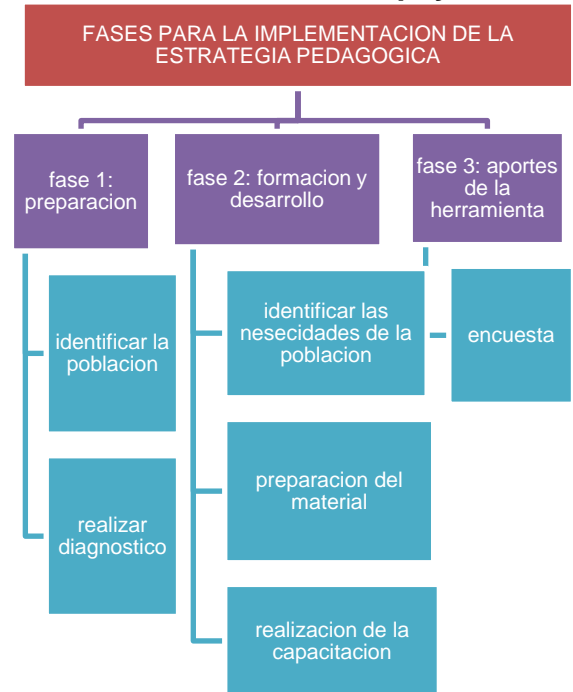 FASES PARA LA IMPLEMENTACION DE LA
ESTRATEGIA PEDAGOGICA
fase 1:
preparacion
identificar la
poblacion
realizar
diagnostico
fase 2: formacion y
desarrollo
identificar las
nesecidades de la
poblacion
preparacion del
material
realizacion de la
capacitacion
fase 3: aportes
de la
herramienta
encuesta